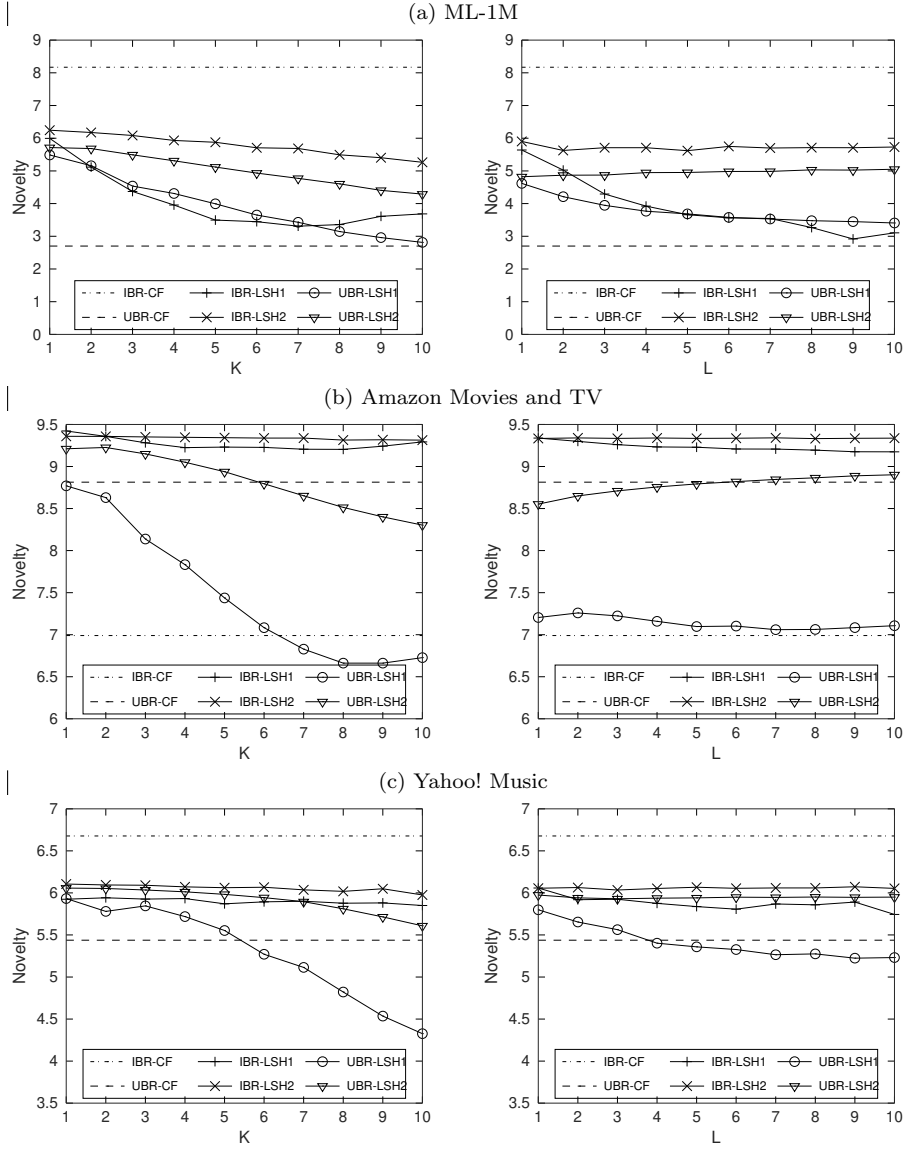 (a) ML-1M
9
8
7
6
5
4
3
2
1
0
Novelty
IBR-CF IBR-LSH1 UBR-LSH1
UBR-CF IBR-LSH2 UBR-LSH2
1 2 3 4 5 6 7 8 9 10
K
9
8
7
6
5
4
3
2
1
0
Novelty
IBR-CF IBR-LSH1 UBR-LSH1
UBR-CF IBR-LSH2 UBR-LSH2
1 2 3 4 5 6 7 8 9 10
L
(b) Amazon Movies and TV
9.5
9
8.5
8
7.5
7
6.5
6
Novelty
IBR-CF IBR-LSH1 UBR-LSH1
UBR-CF IBR-LSH2 UBR-LSH2
1 2 3 4 5 6 7 8 9 10
K
9.5
9
8.5
8
7.5
7
6.5
6
Novelty
IBR-CF IBR-LSH1 UBR-LSH1
UBR-CF IBR-LSH2 UBR-LSH2
1 2 3 4 5 6 7 8 9 10
L
(c) Yahoo! Music
7
6.5
6
5.5
5
4.5
4
3.5
Novelty
IBR-CF IBR-LSH1 UBR-LSH1
UBR-CF IBR-LSH2 UBR-LSH2
1 2 3 4 5 6 7 8 9 10
K
7
6.5
6
5.5
5
4.5
4
3.5
Novelty
IBR-CF IBR-LSH1 UBR-LSH1
UBR-CF IBR-LSH2 UBR-LSH2
1 2 3 4 5 6 7 8 9 10
L